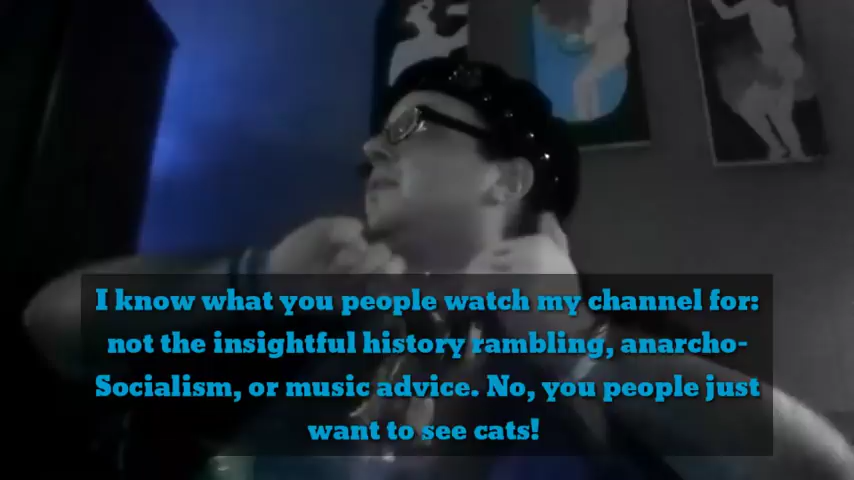 I know what you people watch my channel for:
not the insightful history rambling, anarcho-
Socialism, or music advice. No, you people just
want to see cats!